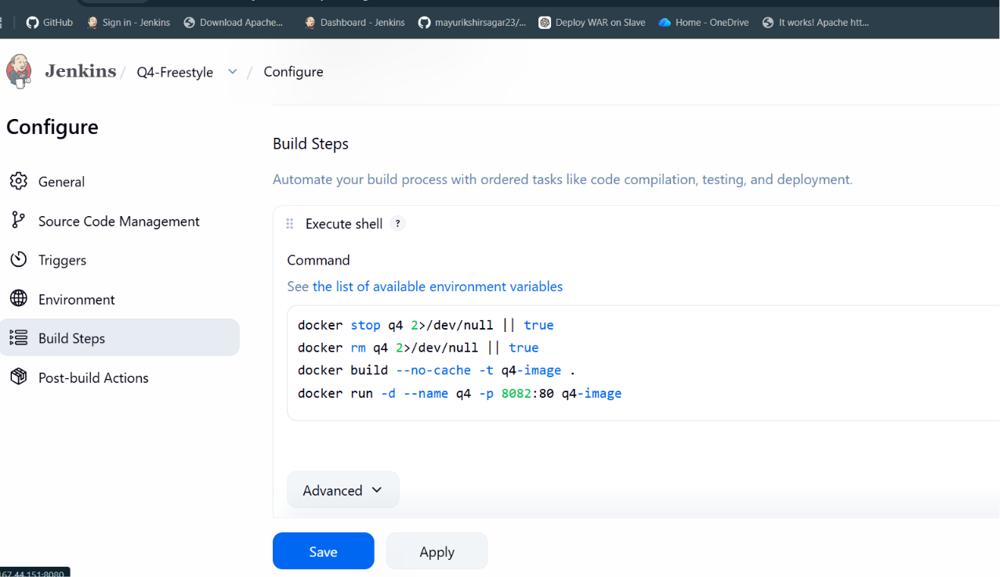 GitHub
Sign in - Jenkins
Download Apache...
Dashboard - Jenkins
mayurikshirsagar23/...
Deploy WAR on Slave
Home - OneDrive
It works! Apache htt...
Jenkins / Q4-Freestyle / Configure
Configure
General
Source Code Management
Triggers
Environment
Build Steps
Post-build Actions
Build Steps
Automate your build process with ordered tasks like code compilation, testing, and deployment.
Execute shell ?
Command
See the list of available environment variables
docker stop q4 2>/dev/null || true
docker rm q4 2>/dev/null || true
docker build --no-cache -t q4-image .
docker run -d --name q4 -p 8082:80 q4-image
Advanced
Save
Apply
67.44.151:8080